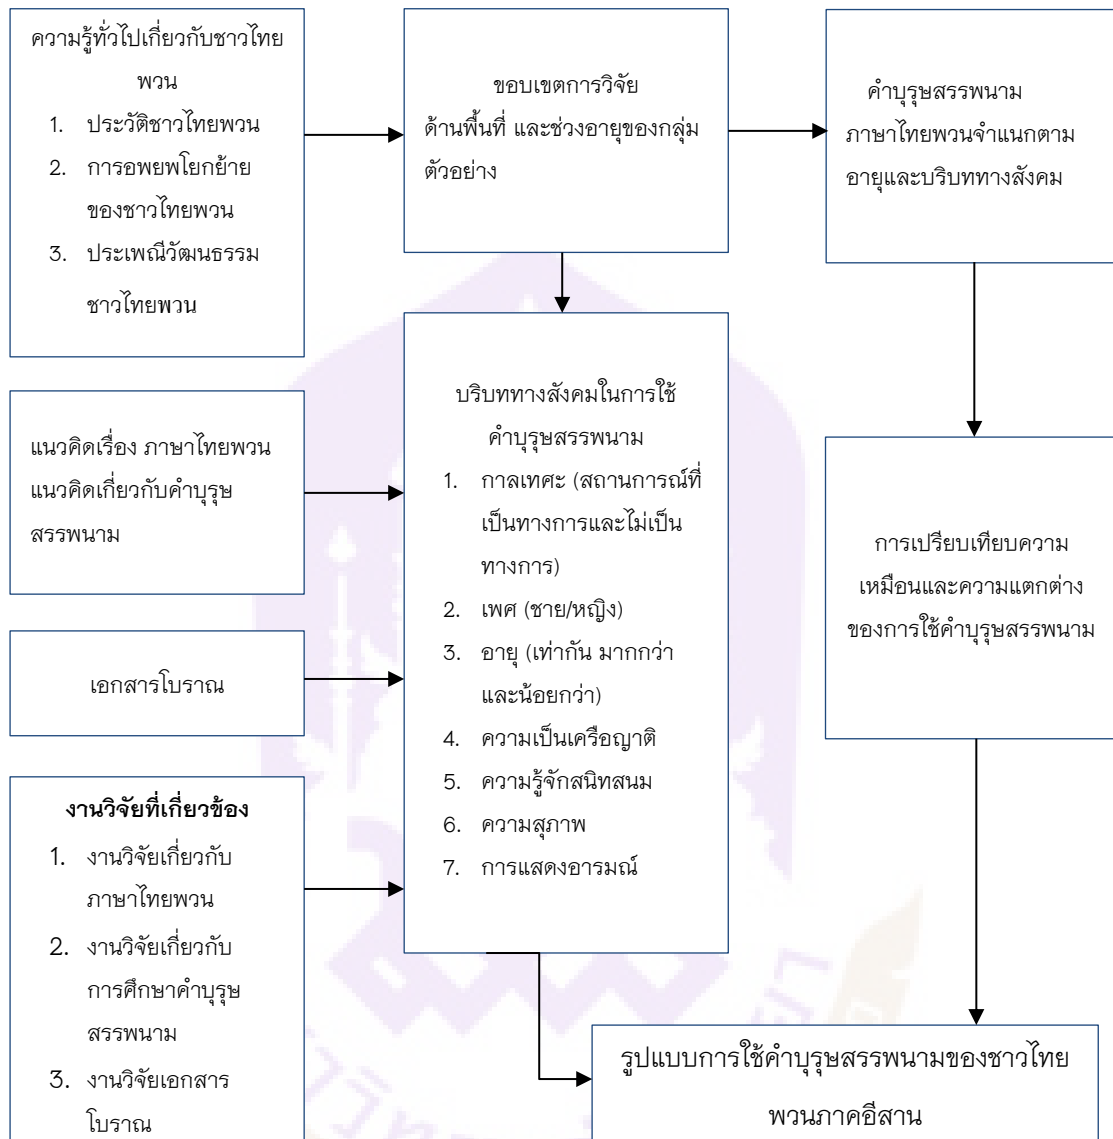 ความรู้ทั่วไปเกี่ยวกับชาวไทย
พวน
1. ประวัติชาวไทยพวน
2. การอพยพโยกย้าย
ของชาวไทยพวน
3. ประเพณีวัฒนธรรม
ชาวไทยพวน
แนวคิดเรื่อง ภาษาไทยพวน
แนวคิดเกี่ยวกับคำบุรุษ
สรรพนาม
เอกสารโบราณ
งานวิจัยที่เกี่ยวข้อง
1. งานวิจัยเกี่ยวกับ
ภาษาไทยพวน
2. งานวิจัยเกี่ยวกับ
การศึกษาคำบุรุษ
สรรพนาม
3. งานวิจัยเอกสาร
โบราณ
ขอบเขตการวิจัย
ด้านพื้นที่ และช่วงอายุของกลุ่ม
ตัวอย่าง
บริบททางสังคมในการใช้
คำบุรุษสรรพนาม
1. กาลเทศะ (สถานการณ์ที่
เป็นทางการและไม่เป็น
ทางการ)
2. เพศ (ชาย/หญิง)
3. อายุ (เท่ากัน มากกว่า
และน้อยกว่า)
4. ความเป็นเครือญาติ
5. ความรู้จักสนิทสนม
6. ความสุภาพ
7. การแสดงอารมณ์
คำบุรุษสรรพนาม
ภาษาไทยพวนจำแนกตาม
อายุและบริบททางสังคม
การเปรียบเทียบความ
เหมือนและความแตกต่าง
ของการใช้คำบุรุษสรรพนาม
รูปแบบการใช้คำบุรุษสรรพนามของชาวไทย
พวนภาคอีสาน